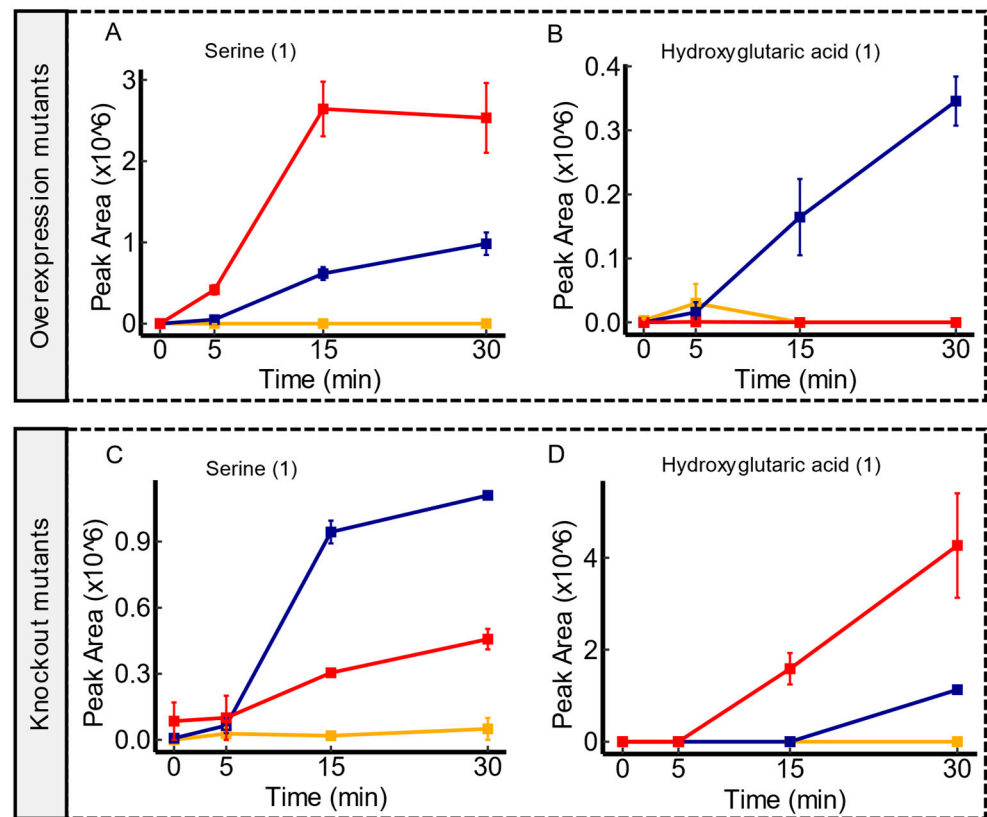 Overexpression mutants
A
Serine (1)
Peak Area (x10^6)
3
2
1
0
0 5 15 30
Time (min)
B
Hydroxyglutaric acid (1)
Peak Area (x10^6)
0.4
0.3
0.2
0.1
0.0
0 5 15 30
Time (min)
Knockout mutants
C
Serine (1)
Peak Area (x10^6)
0.9
0.6
0.3
0.0
0 5 15 30
Time (min)
D
Hydroxyglutaric acid (1)
Peak Area (x10^6)
4
2
0
0 5 15 30
Time (min)